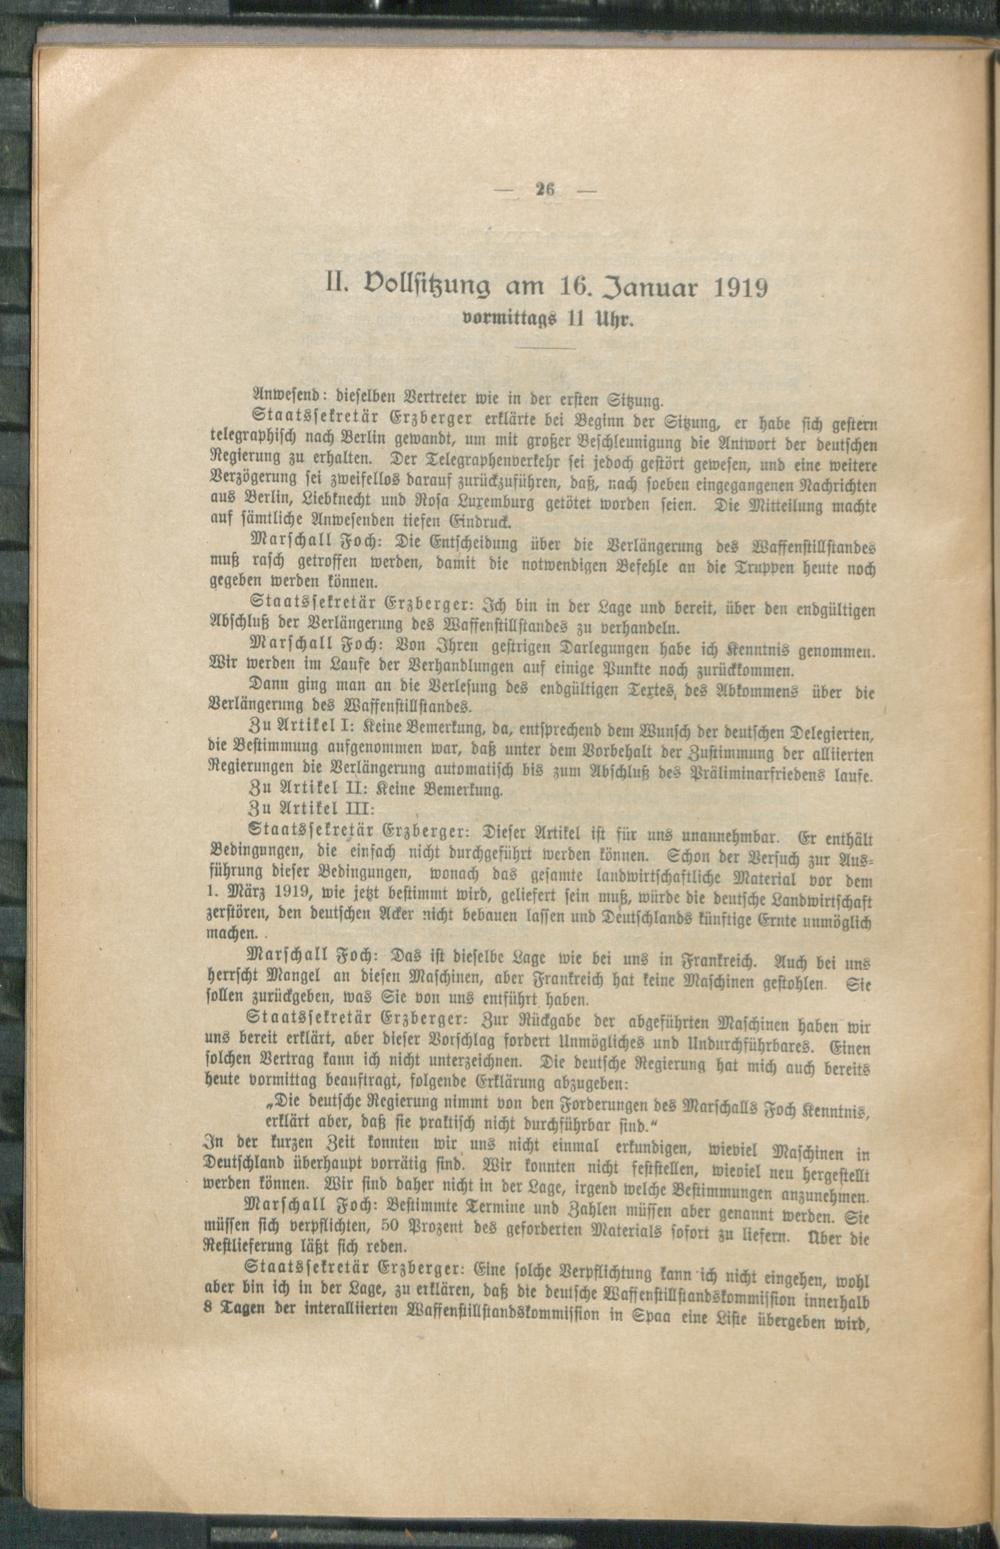 — 26 —
II. Vollsitzung am 16. Januar 1919
vormittags 11 Uhr.
Anwesend: dieselben Vertreter wie in der ersten Sitzung.
Staatssekretär Erzberger erklärte bei Beginn der Sitzung, er habe sich gestern
telegraphisch nach Berlin gewandt, um mit großer Beschleunigung die Antwort der deutschen
Regierung zu erhalten. Der Telegraphenverkehr sei jedoch gestört gewesen, und eine weitere
Verzögerung sei zweifellos darauf zurückzuführen, daß, nach soeben eingegangenen Nachrichten
aus Berlin, Liebknecht und Rosa Luxemburg getötet worden seien. Die Mitteilung machte
auf sämtliche Anwesenden tiefen Eindruck.
Marschall Foch: Die Entscheidung über die Verlängerung des Waffenstillstandes
muß rasch getroffen werden, damit die notwendigen Befehle an die Truppen heute noch
gegeben werden können.
Staatssekretär Erzberger: Ich bin in der Lage und bereit, über den endgültigen
Abschluß der Verlängerung des Waffenstillstandes zu verhandeln.
Marschall Foch: Von Ihren gestrigen Darlegungen habe ich Kenntnis genommen.
Wir werden im Laufe der Verhandlungen auf einige Punkte noch zurückkommen.
Dann ging man an die Verlesung des endgültigen Textes des Abkommens über die
Verlängerung des Waffenstillstandes.
Zu Artikel I: Keine Bemerkung, da, entsprechend dem Wunsch der deutschen Delegierten,
die Bestimmung aufgenommen war, daß unter dem Vorbehalt der Zustimmung der alliierten
Regierungen die Verlängerung automatisch bis zum Abschluß des Präliminarfriedens laufe.
Zu Artikel II: Keine Bemerkung.
Zu Artikel III:
Staatssekretär Erzberger: Dieser Artikel ist für uns unannehmbar. Er enthält
Bedingungen, die einfach nicht durchgeführt werden können. Schon der Versuch zur Aus-
führung dieser Bedingungen, wonach das gesamte landwirtschaftliche Material vor dem
1. März 1919, wie jetzt bestimmt wird, geliefert sein muß, würde die deutsche Landwirtschaft
zerstören, den deutschen Acker nicht bebauen lassen und Deutschlands künftige Ernte unmöglich
machen.
Marschall Foch: Das ist dieselbe Lage wie bei uns in Frankreich. Auch bei uns
herrscht Mangel an diesen Maschinen, aber Frankreich hat keine Maschinen gestohlen. Sie
sollen zurückgeben, was Sie von uns entführt haben.
Staatssekretär Erzberger: Zur Rückgabe der abgeführten Maschinen haben wir
uns bereit erklärt, aber dieser Vorschlag fordert Unmögliches und Undurchführbares. Einen
solchen Vertrag kann ich nicht unterzeichnen. Die deutsche Regierung hat mich auch bereits
heute vormittag beauftragt, folgende Erklärung abzugeben:
„Die deutsche Regierung nimmt von den Forderungen des Marschalls Foch Kenntnis,
erklärt aber, daß sie praktisch nicht durchführbar sind.“
In der kurzen Zeit konnten wir uns nicht einmal erkundigen, wieviel Maschinen in
Deutschland überhaupt vorrätig sind. Wir konnten nicht feststellen, wieviel neu hergestellt
werden können. Wir sind daher nicht in der Lage, irgend welche Bestimmungen anzunehmen.
Marschall Foch: Bestimmte Termine und Zahlen müssen aber genannt werden. Sie
müssen sich verpflichten, 50 Prozent des geforderten Materials sofort zu liefern. Über die
Restlieferung läßt sich reden.
Staatssekretär Erzberger: Eine solche Verpflichtung kann ich nicht eingehen, wohl
aber bin ich in der Lage, zu erklären, daß die deutsche Waffenstillstandskommission innerhalb
8 Tagen der interalliierten Waffenstillstandskommission in Spaa eine Liste übergeben wird,